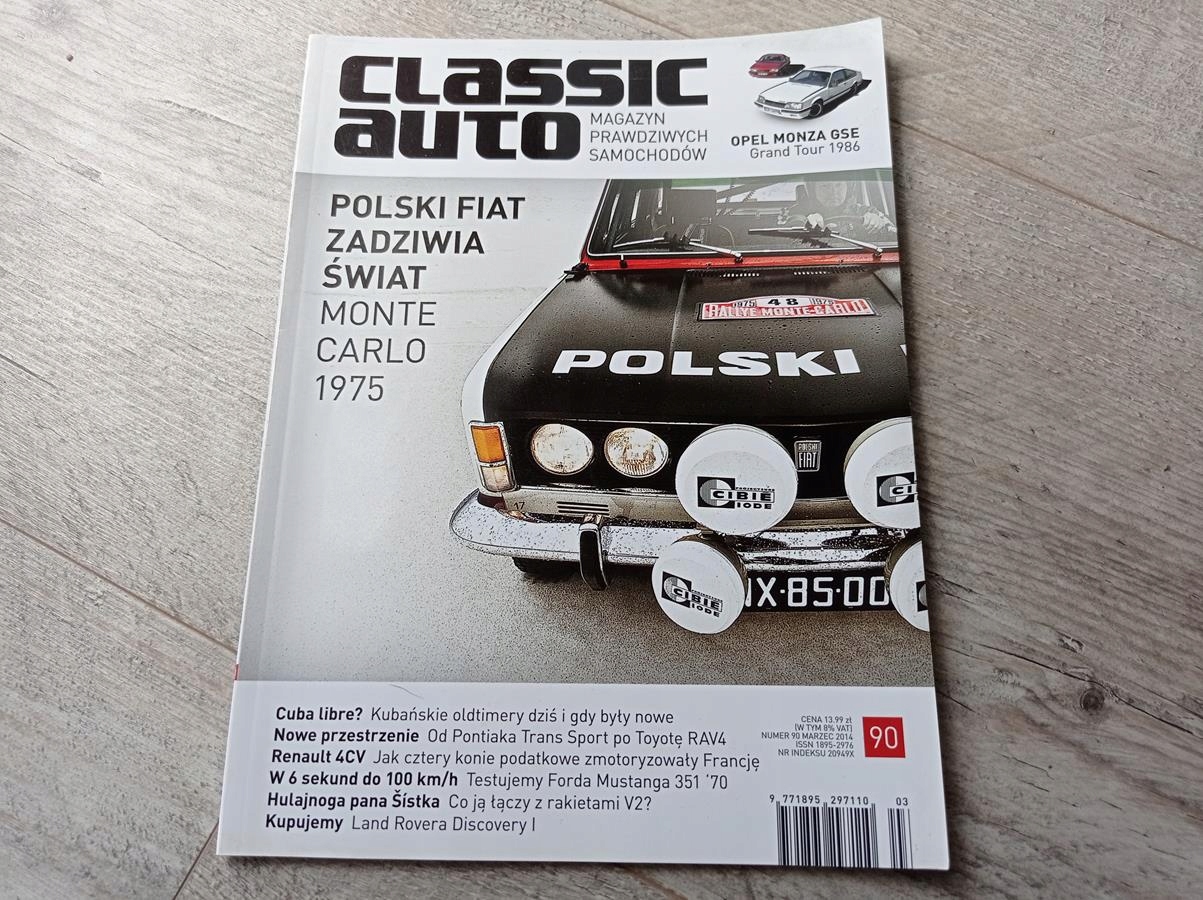 CLASSIC
AUTO
MAGAZYN
PRAWDZIWYCH
SAMOCHODÓW
OPEL MONZA GSE
Grand Tour 1986
POLSKI FIAT
ZADZIWIA
ŚWIAT
MONTE
CARLO
1975
1975 48 1975
RALLYE MONTE-CARLO
POLSKI
POLSKI
FIAT
CIBIE
IODE
CI
CIBIE
IODE
IX·85·00
Cuba libre? Kubańskie oldtimery dziś i gdy były nowe
Nowe przestrzenie Od Pontiaka Trans Sport po Toyotę RAV4
Renault 4CV Jak cztery konie podatkowe zmotoryzowały Francję
W 6 sekund do 100 km/h Testujemy Forda Mustanga 351 '70
Hulajnoga pana Šístka Co ją łączy z rakietami V2?
Kupujemy Land Rovera Discovery I
CENA 13.99 zł
(W TYM 8% VAT)
NUMER 90 MARZEC 2014
ISSN 1895-2976
NR INDEKSU 20949X
90
9 771895 297110 03